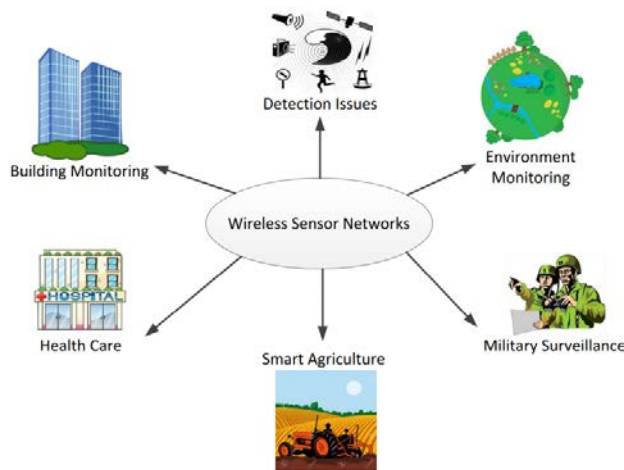 Detection Issues
Building Monitoring
Environment
Monitoring
Wireless Sensor Networks
HOSPITAL
Health Care
Smart Agriculture
Military Surveillance